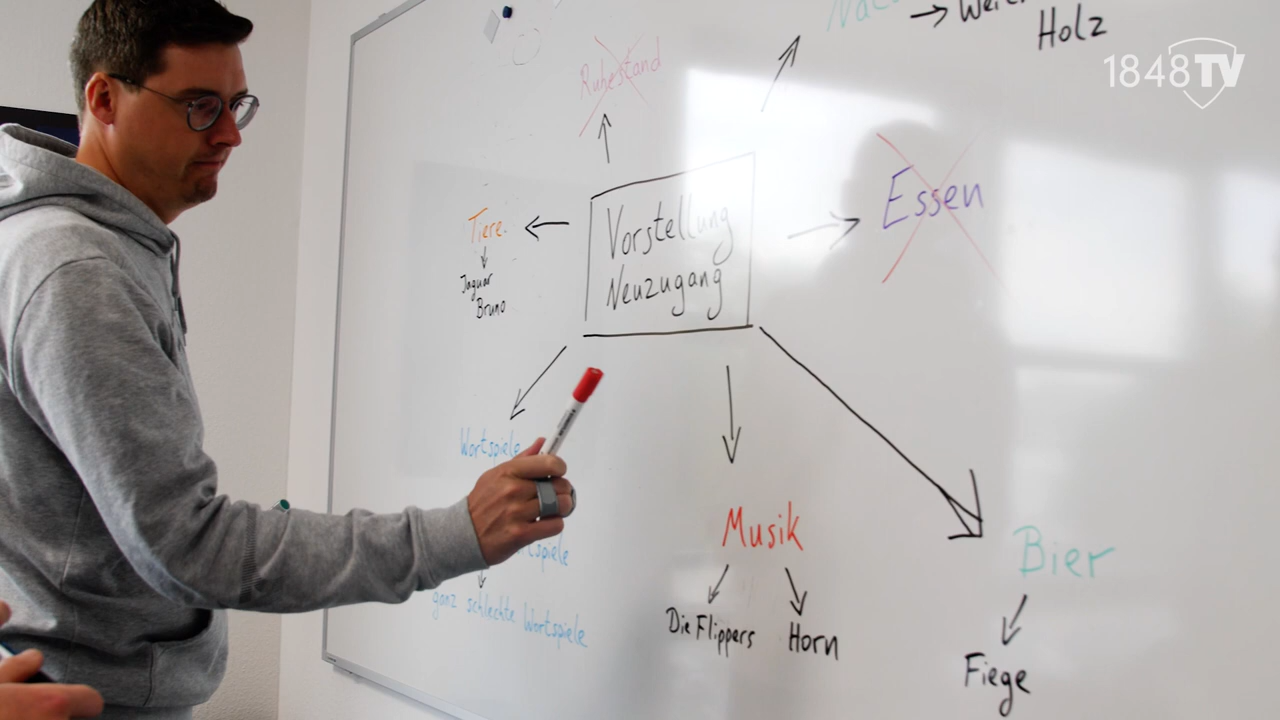 Holz
1848TV
Ruhestand
Essen
Vorstellung
Neuzugang
Tiere
Jaguar
Bruno
Wortspiele
ganz schlechte Wortspiele
Musik
Die Flippers
Horn
Bier
Fiege